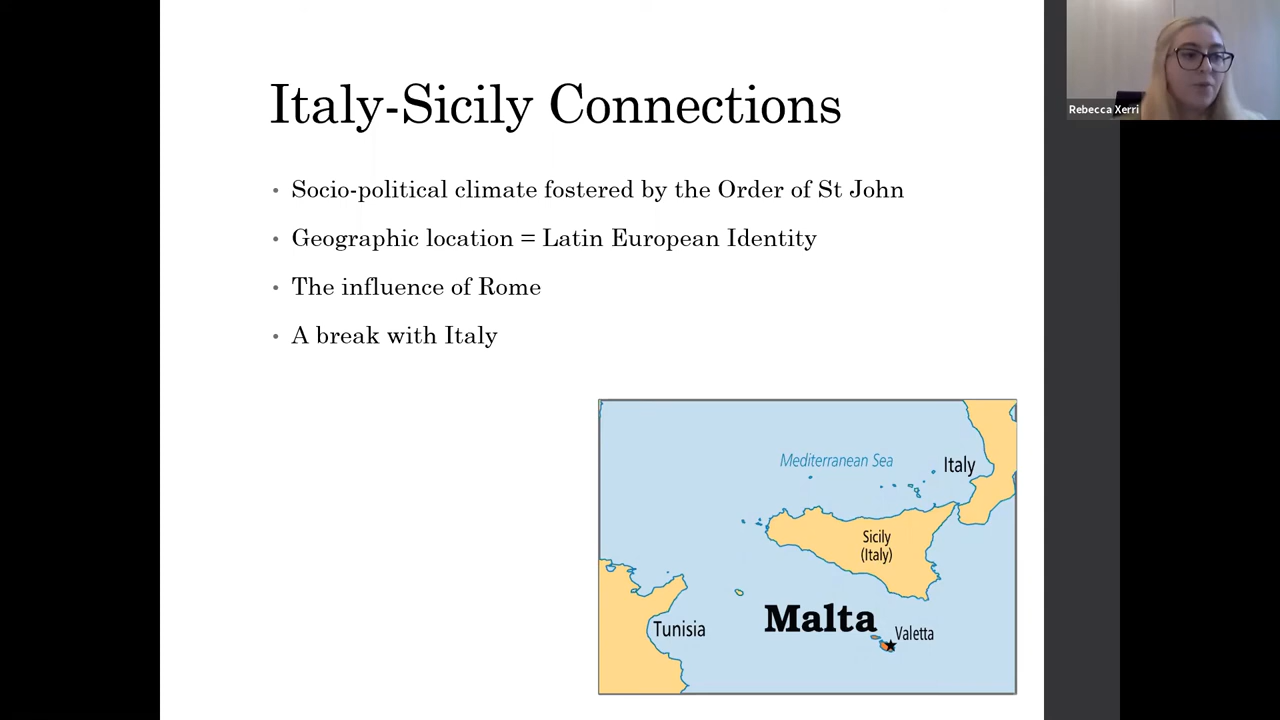 Italy-Sicily Connections
Rebecca Xerri
• Socio-political climate fostered by the Order of St John
• Geographic location = Latin European Identity
• The influence of Rome
• A break with Italy
Mediterranean Sea
Italy
Sicily
(Italy)
Malta
Tunisia
Valetta